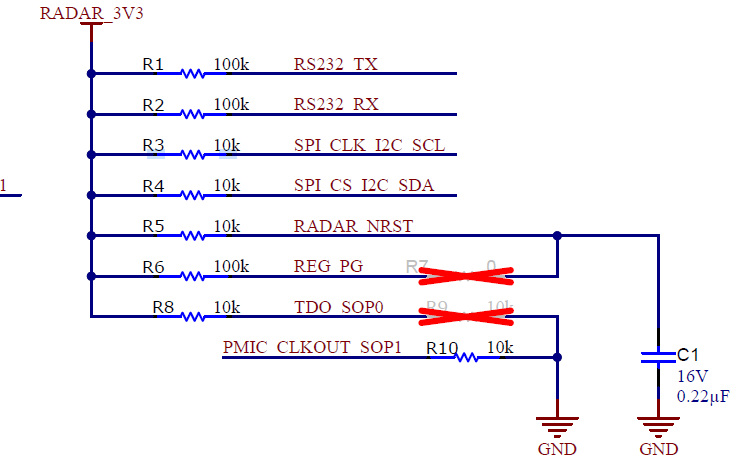 RADAR_3V3
R1 100k RS232_TX
R2 100k RS232_RX
R3 10k SPI_CLK_I2C_SCL
1 R4 10k SPI_CS_I2C_SDA
R5 10k RADAR_NRST
R6 100k REG_PG R7 0
R8 10k TDO_SOP0 R9 10k
PMIC_CLKOUT_SOP1 R10 10k
C1
16V
0.22µF
GND GND